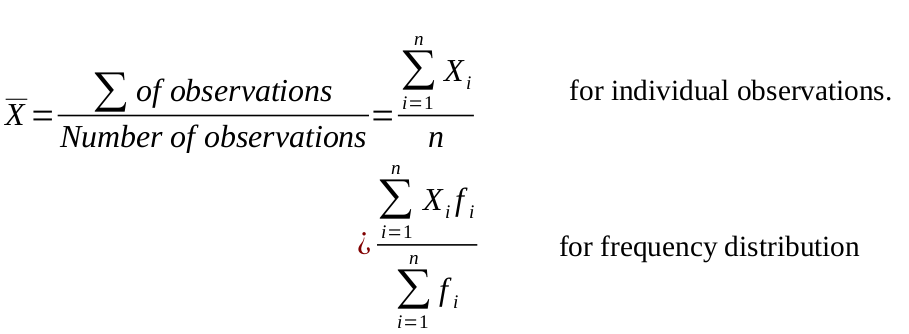 X̅ = ∑ of observations / Number of observations = ∑_{i=1}^{n} X_i / n for individual observations.
¿ ∑_{i=1}^{n} X_i f_i / ∑_{i=1}^{n} f_i for frequency distribution